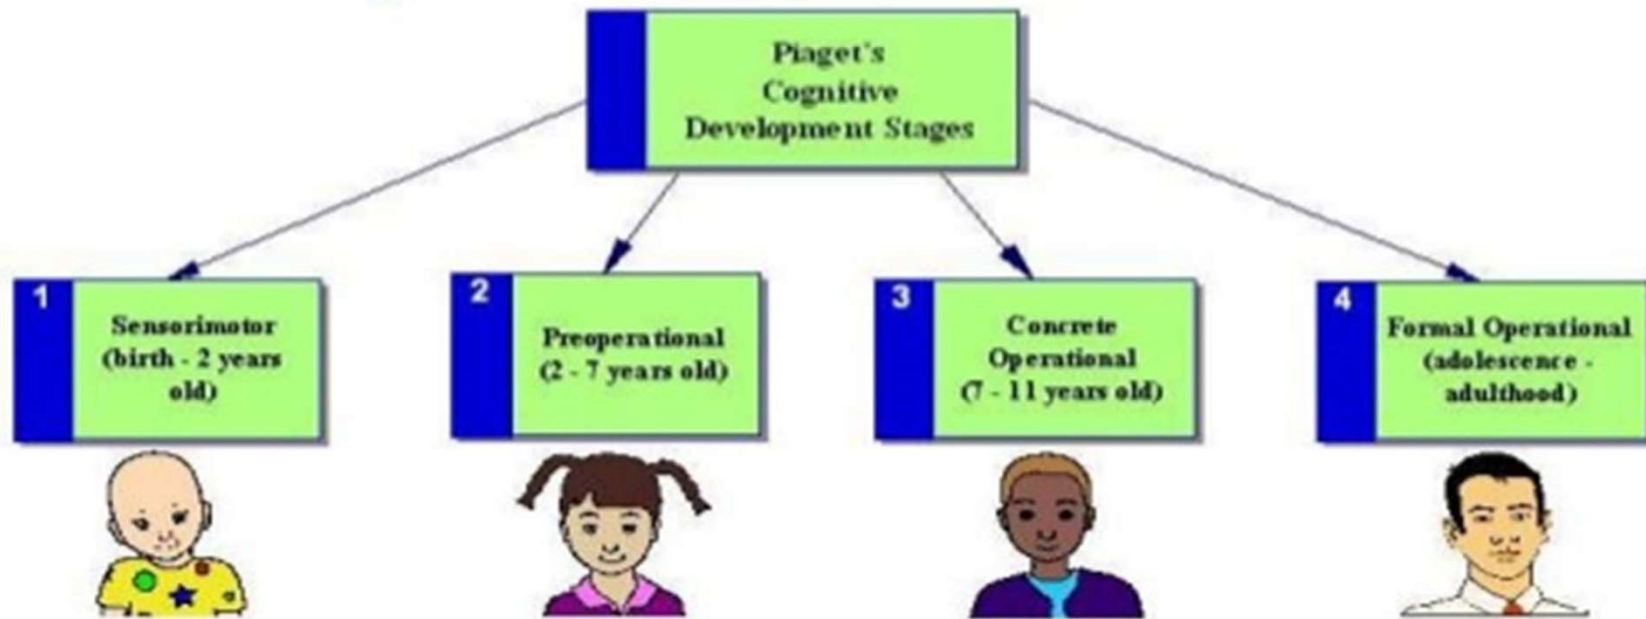 Piaget's
Cognitive
Development Stages
1
Sensorimotor
(birth - 2 years
old)
2
Preoperational
(2 - 7 years old)
3
Concrete
Operational
(7 - 11 years old)
4
Formal Operational
(adolescence -
adulthood)